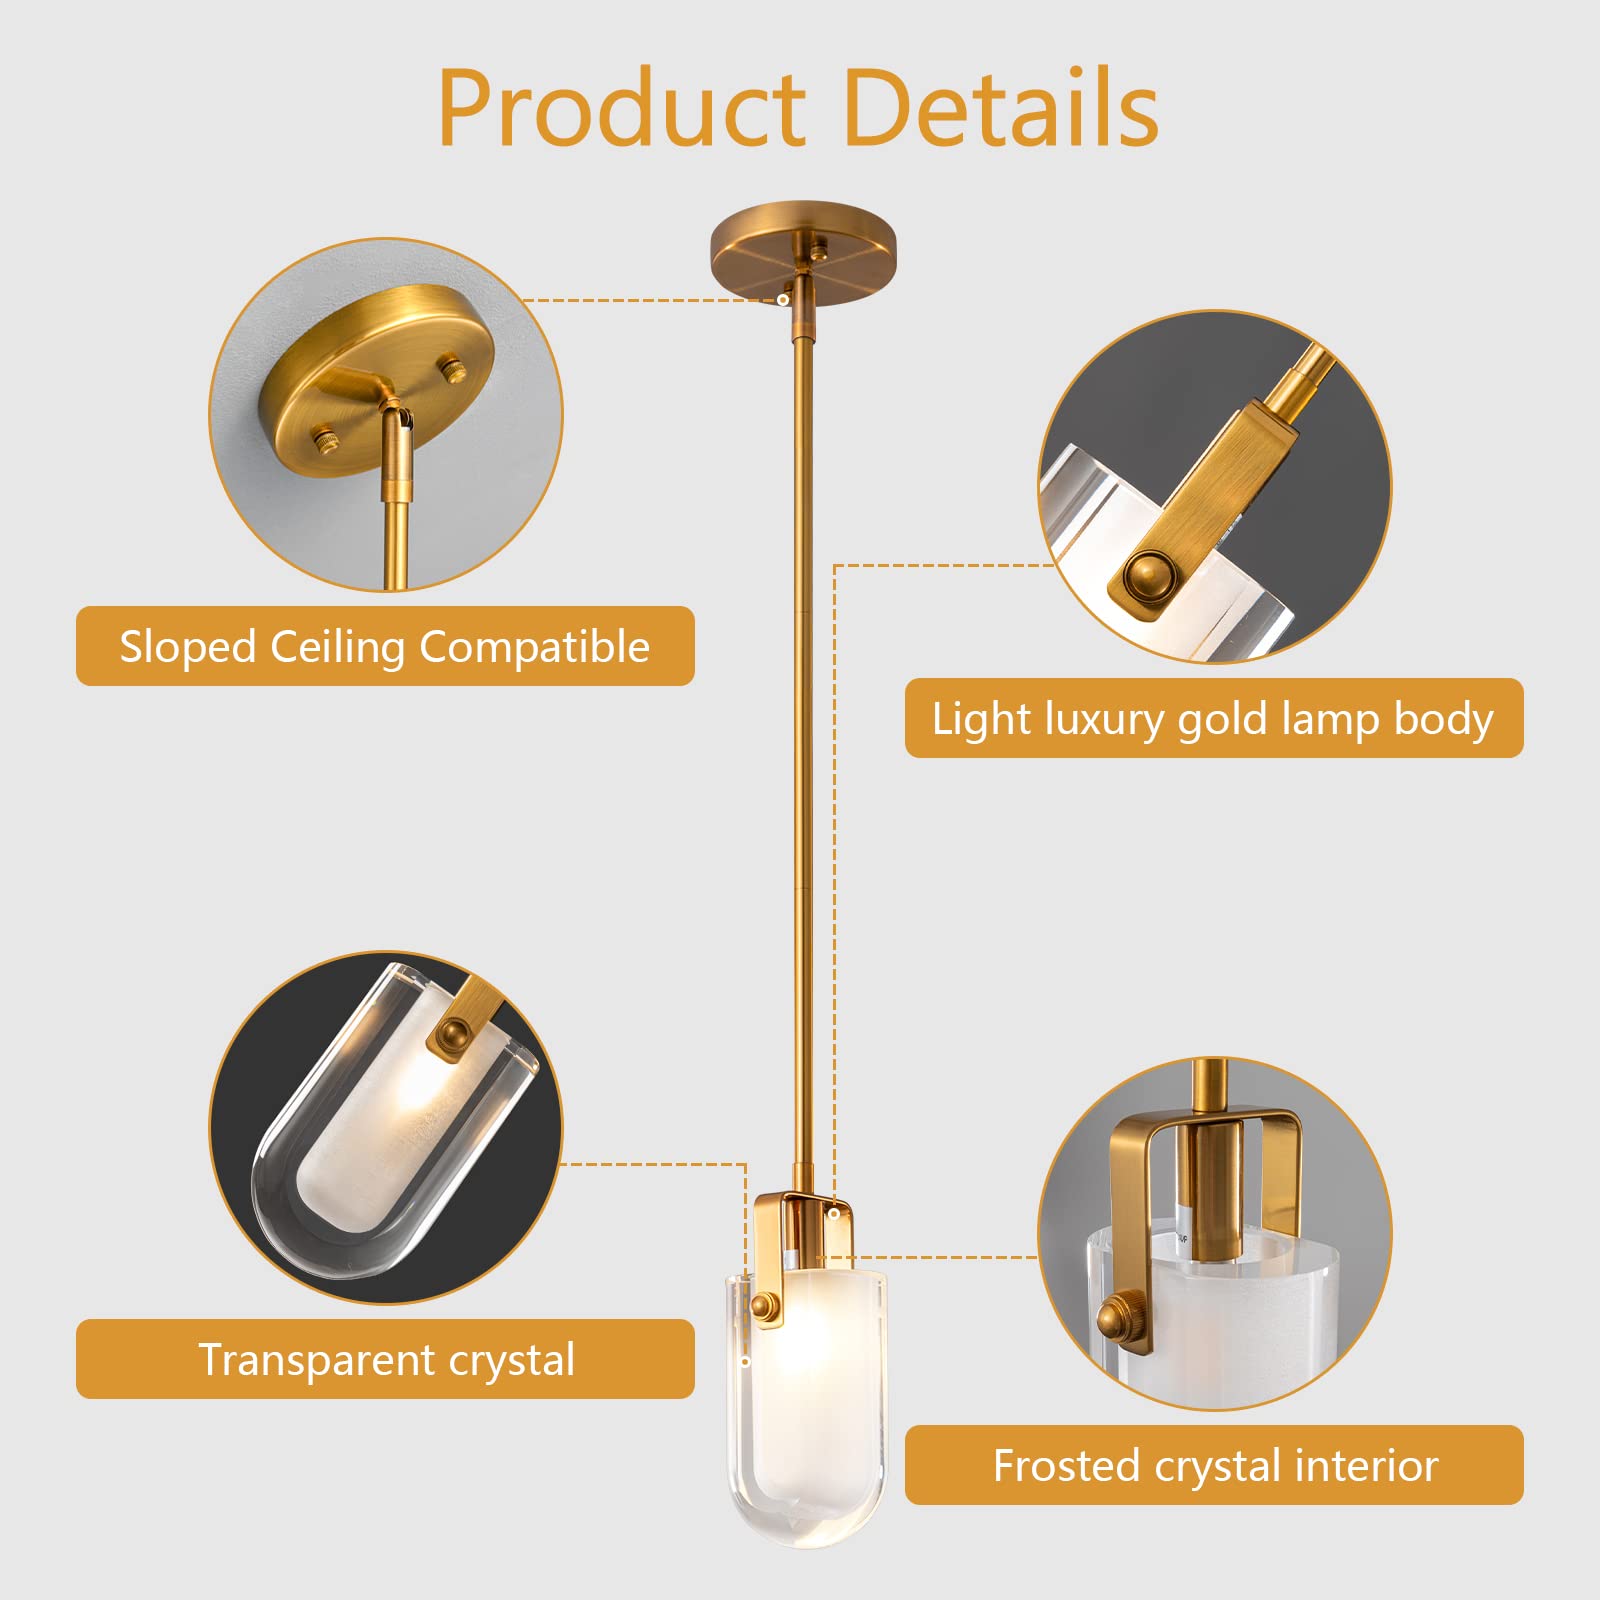 Product Details
Sloped Ceiling Compatible
Light luxury gold lamp body
Transparent crystal
Frosted crystal interior